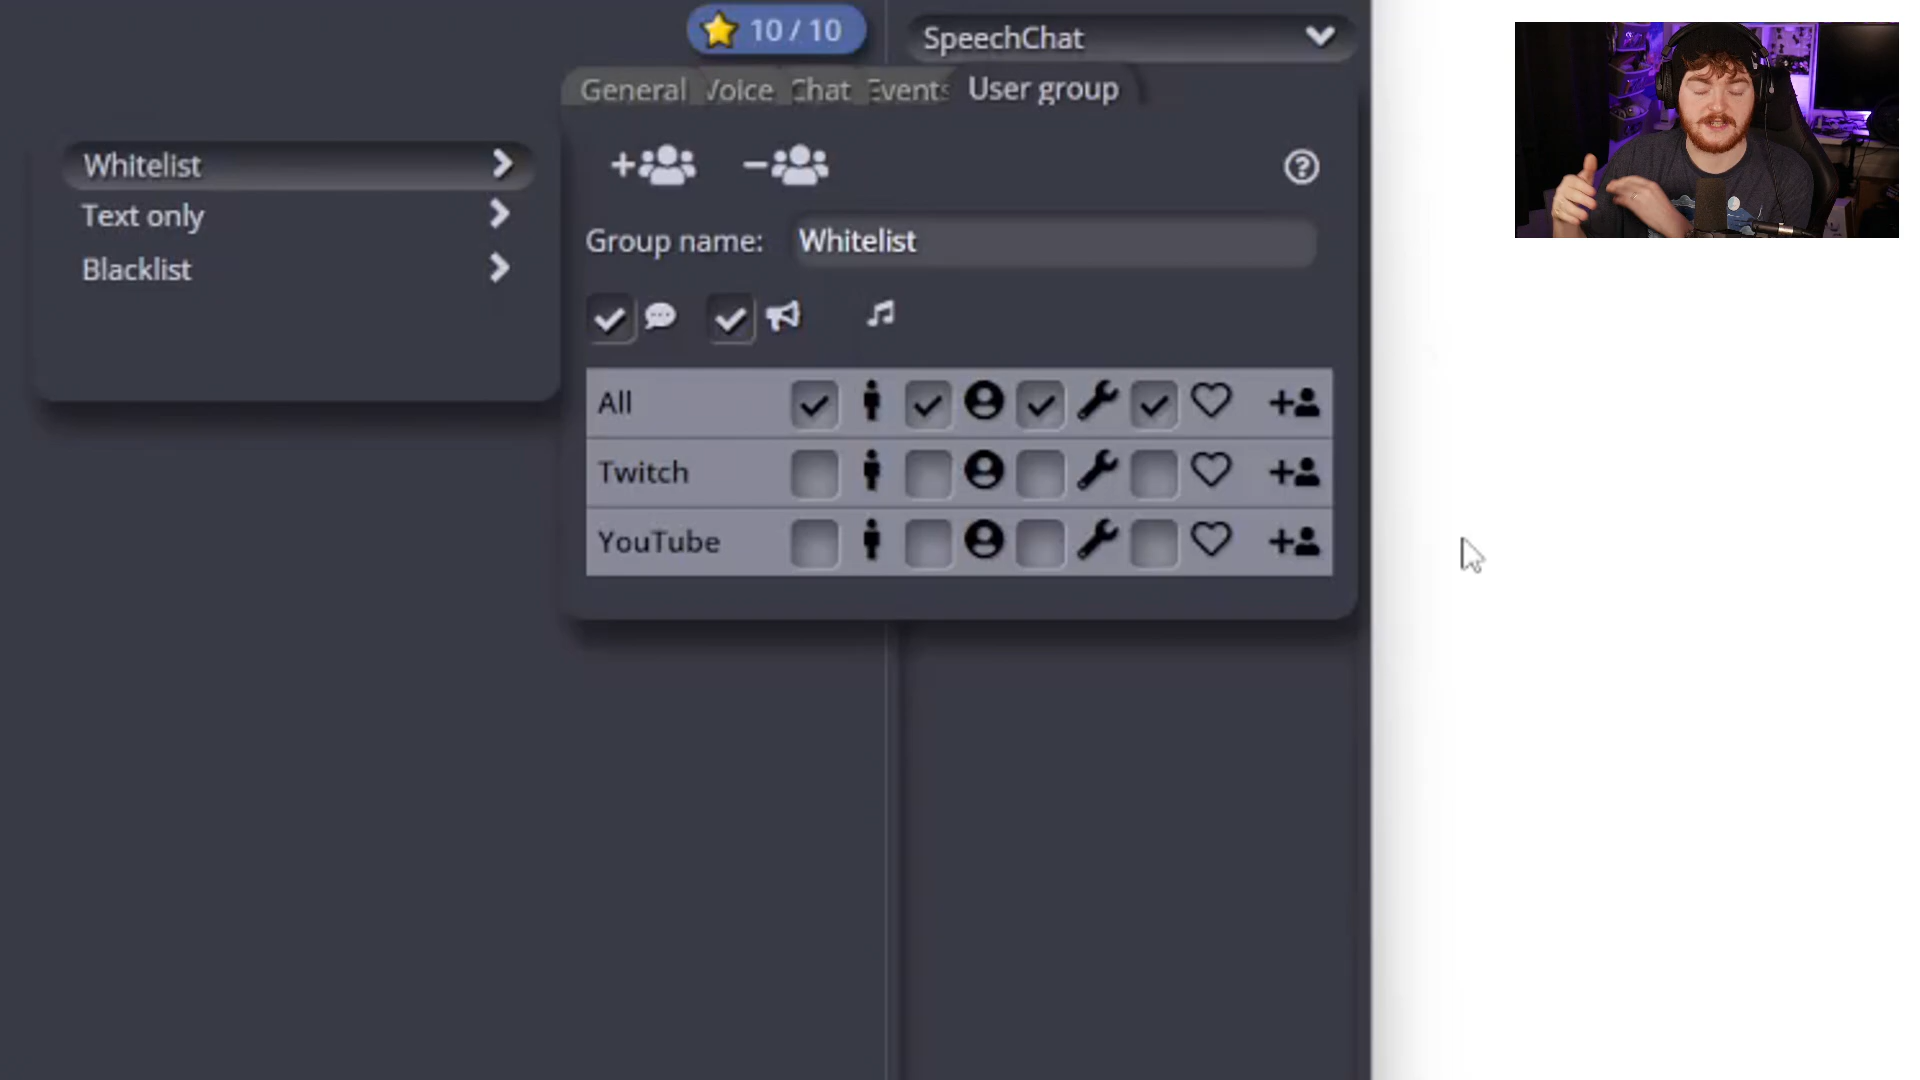 10 / 10
SpeechChat
General Voice Chat Events User group
Whitelist
Text only
Blacklist
Group name: Whitelist
All
Twitch
YouTube